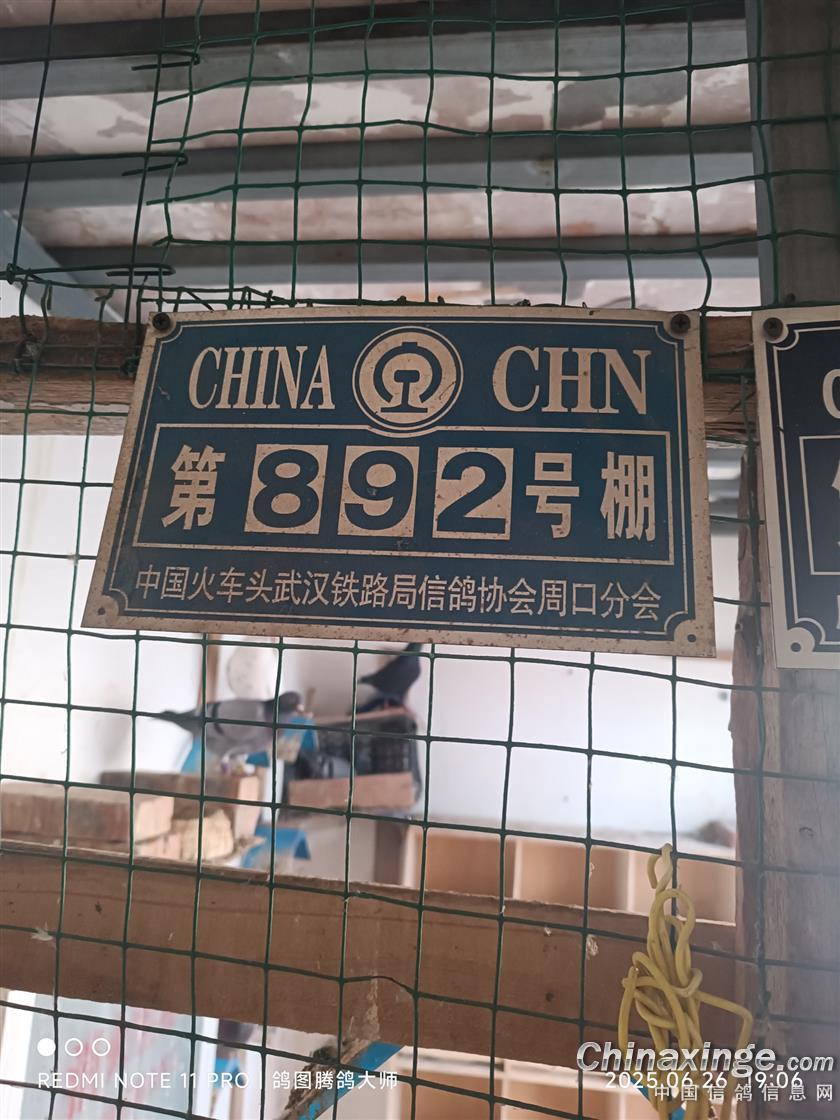 CHINA CHN
第892号棚
中国火车头武汉铁路局信鸽协会周口分会
Chinaxinge.com
REDMI NOTE 11 PRO | 鸽图腾鸽大师
2025.06.26 19:06
中国信鸽信息网